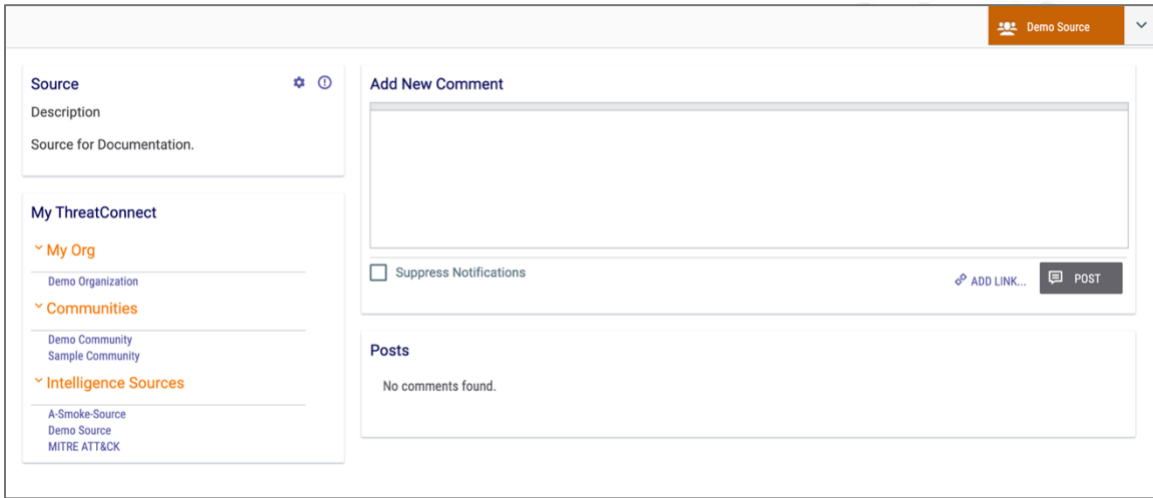 Demo Source
Source
Description
Source for Documentation.
My ThreatConnect
My Org
Demo Organization
Communities
Demo Community
Sample Community
Intelligence Sources
A-Smoke-Source
Demo Source
MITRE ATT&CK
Add New Comment
Suppress Notifications
ADD LINK...
POST
Posts
No comments found.